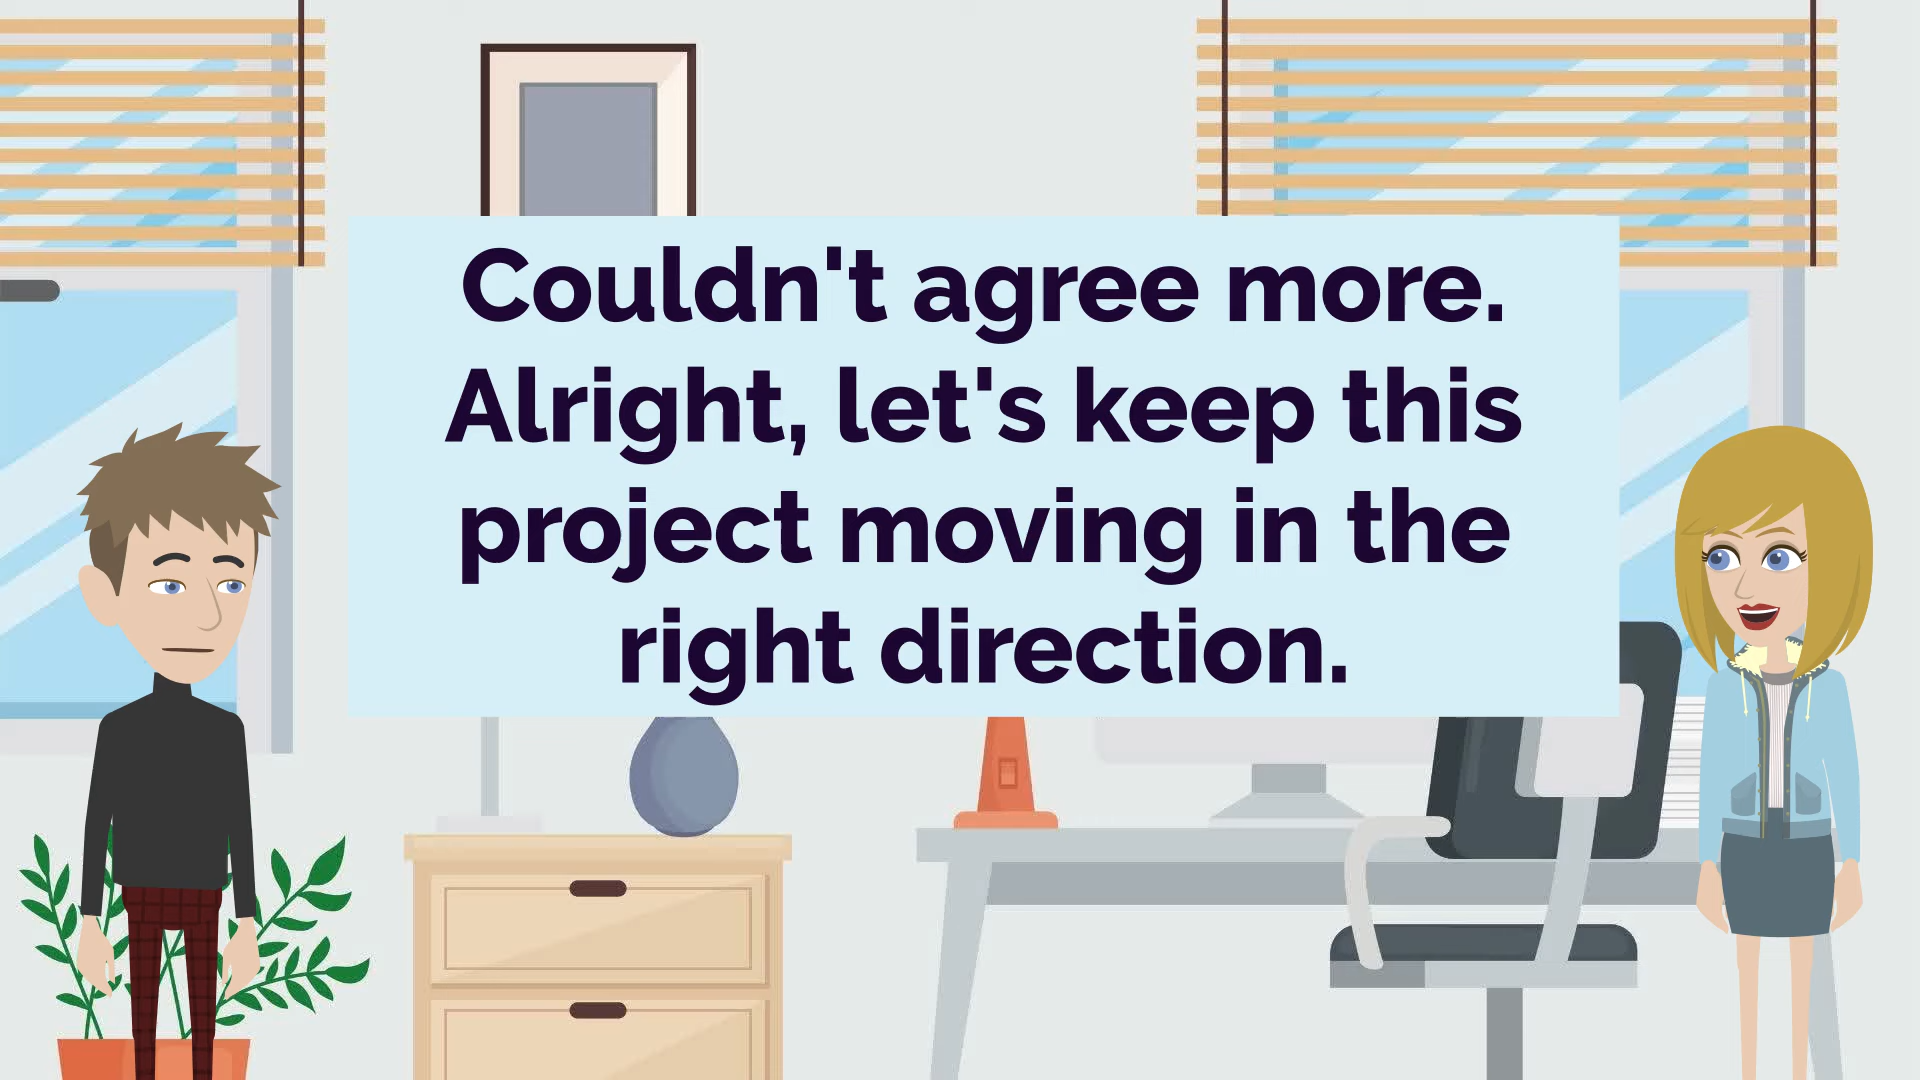 Couldn't agree more.
Alright, let's keep this
project moving in the
right direction.